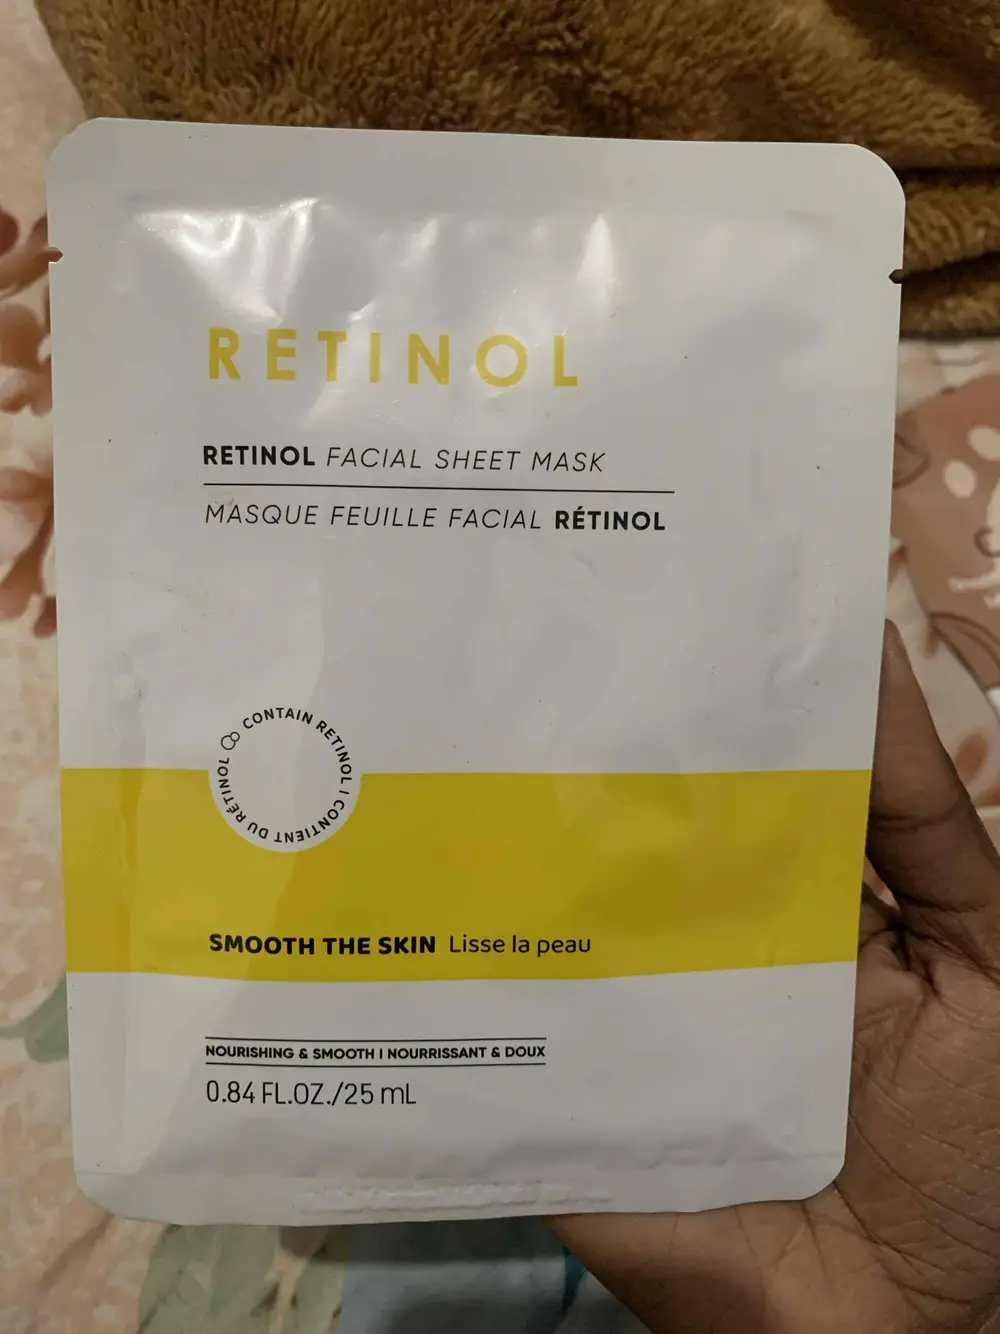 RETINOL
RETINOL FACIAL SHEET MASK
MASQUE FEUILLE FACIAL RÉTINOL
CONTAIN RETINOL I CONTIENT DU RÉTINOL
SMOOTH THE SKIN Lisse la peau
NOURISHING & SMOOTH I NOURRISSANT & DOUX
0.84 FL.OZ./25 mL